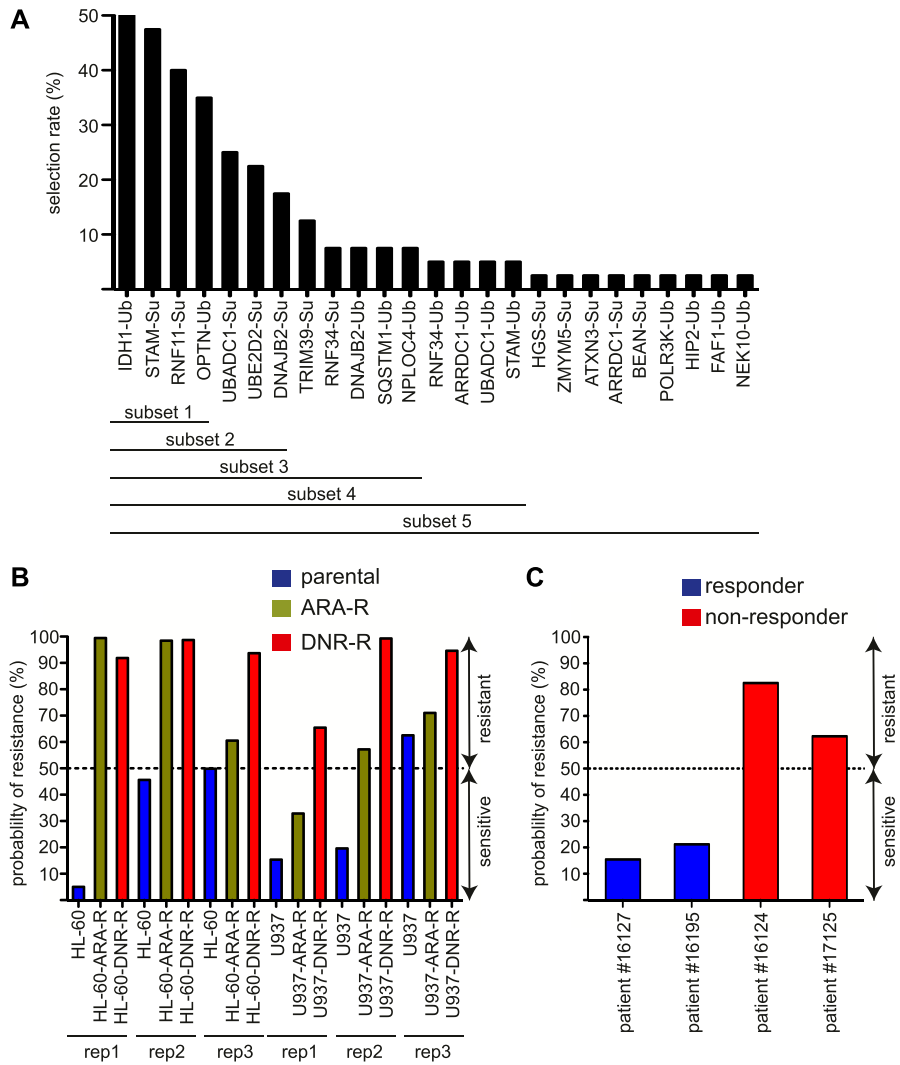 A
selection rate (%)
50
40
30
20
10
IDH1-Ub
STAM-Su
RNF11-Su
OPTN-Ub
UBADC1-Su
UBE2D2-Su
DNAJB2-Su
TRIM39-Su
RNF34-Su
DNAJB2-Ub
SQSTM1-Ub
NPLOC4-Ub
RNF34-Ub
ARRDC1-Ub
UBADC1-Ub
STAM-Ub
HGS-Su
ZMYM5-Su
ATXN3-Su
ARRDC1-Su
BEAN-Su
POLR3K-Ub
HIP2-Ub
FAF1-Ub
NEK10-Ub
subset 1
subset 2
subset 3
subset 4
subset 5
B
parental
ARA-R
DNR-R
probability of resistance (%)
100
90
80
70
60
50
40
30
20
10
resistant
sensitive
HL-60
HL-60-ARA-R
HL-60-DNR-R
HL-60
HL-60-ARA-R
HL-60-DNR-R
HL-60
HL-60-ARA-R
HL-60-DNR-R
U937
U937-ARA-R
U937-DNR-R
U937
U937-ARA-R
U937-DNR-R
U937
U937-ARA-R
U937-DNR-R
rep1
rep2
rep3
rep1
rep2
rep3
C
responder
non-responder
probability of resistance (%)
100
90
80
70
60
50
40
30
20
10
resistant
sensitive
patient #16127
patient #16195
patient #16124
patient #17125